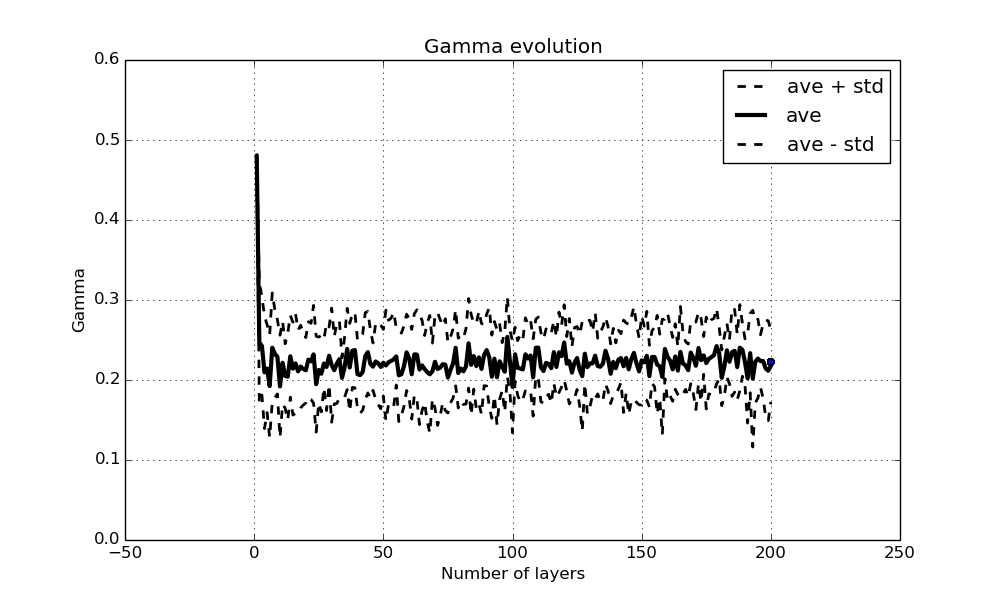 Gamma evolution
0.6
0.5
0.4
0.3
0.2
0.1
0.0
Gamma
ave + std
ave
ave - std
−50 0 50 100 150 200 250
Number of layers